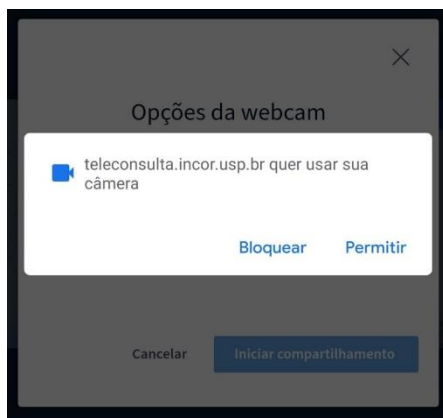 Opções da webcam
teleconsulta.incor.usp.br quer usar sua
câmera
Bloquear Permitir
Cancelar Iniciar compartilhamento